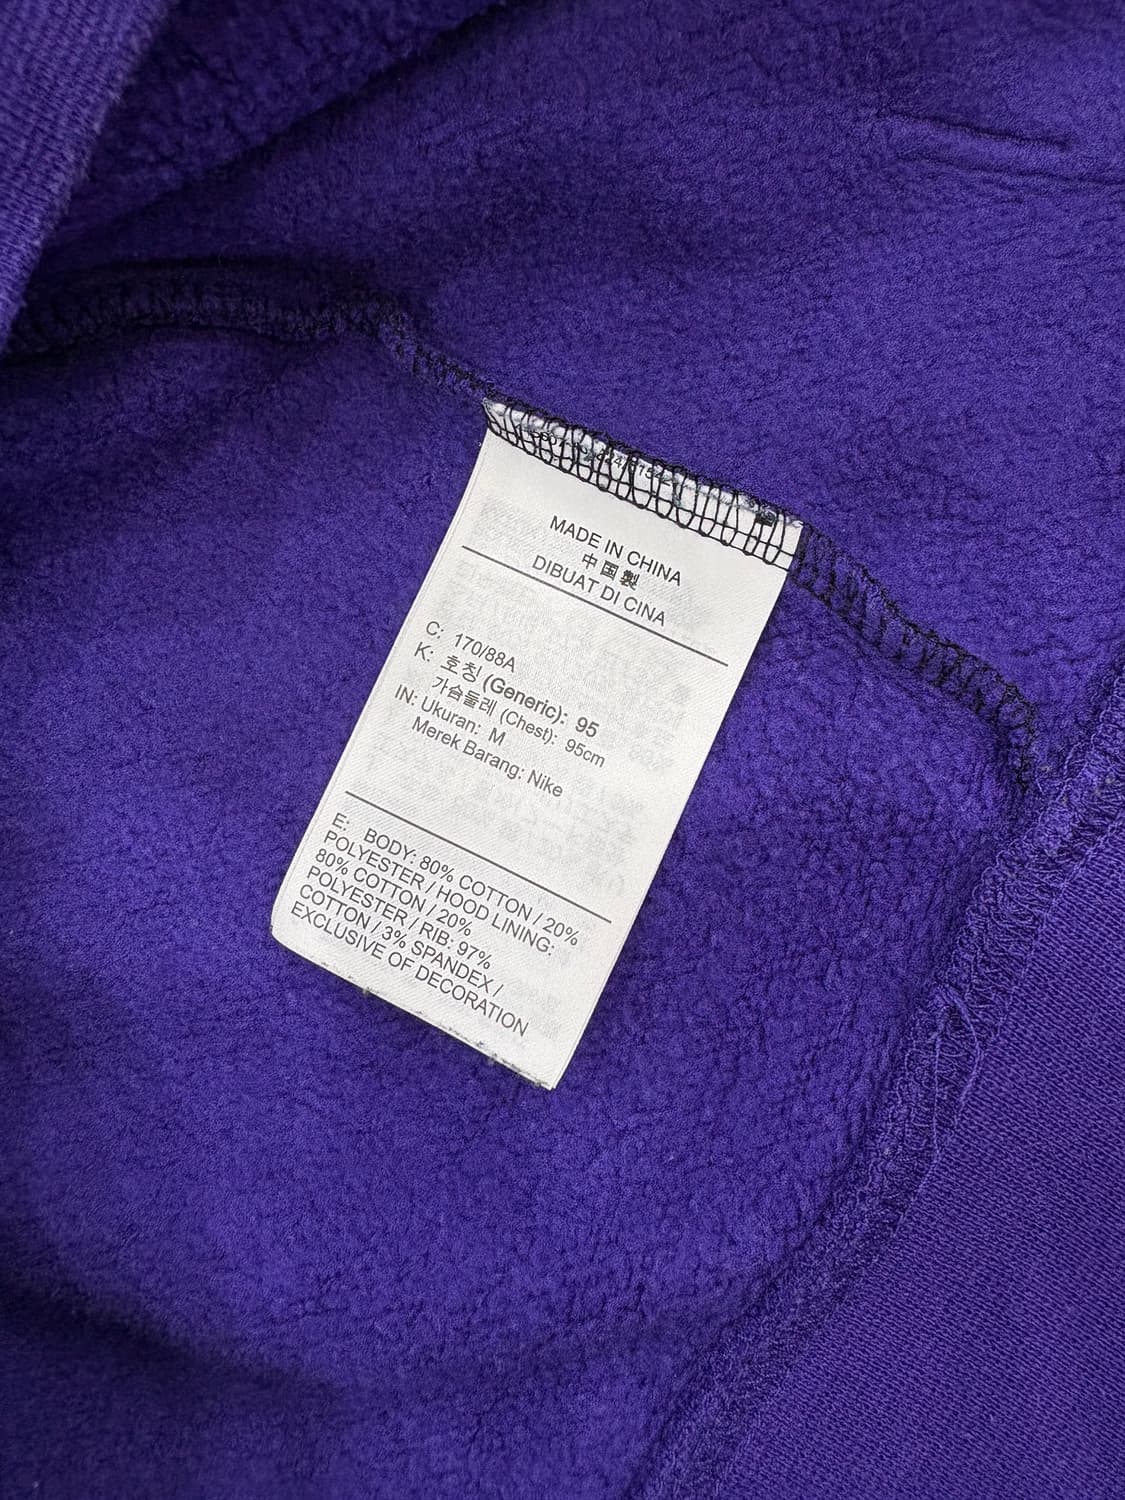 MADE IN CHINA
中国製
DIBUAT DI CINA
C: 170/88A
K: 호칭 (Generic): 95
가슴둘레 (Chest): 95cm
IN: Ukuran: M
Merek Barang: Nike
E: BODY: 80% COTTON / 20%
POLYESTER / HOOD LINING:
80% COTTON / 20%
POLYESTER / RIB: 97%
COTTON / 3% SPANDEX /
EXCLUSIVE OF DECORATION